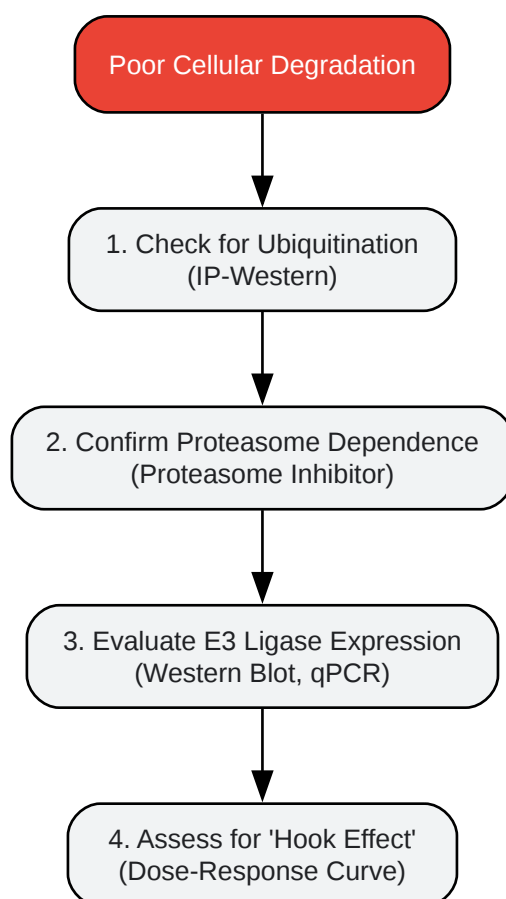 Poor Cellular Degradation
1. Check for Ubiquitination
(IP-Western)
2. Confirm Proteasome Dependence
(Proteasome Inhibitor)
3. Evaluate E3 Ligase Expression
(Western Blot, qPCR)
4. Assess for 'Hook Effect'
(Dose-Response Curve)